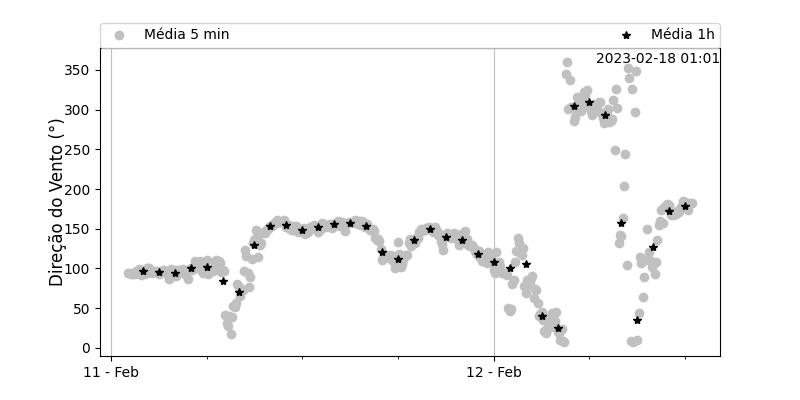 Média 5 min
Média 1h
2023-02-18 01:01
Direção do Vento (°)
350
300
250
200
150
100
50
0
11 - Feb
12 - Feb